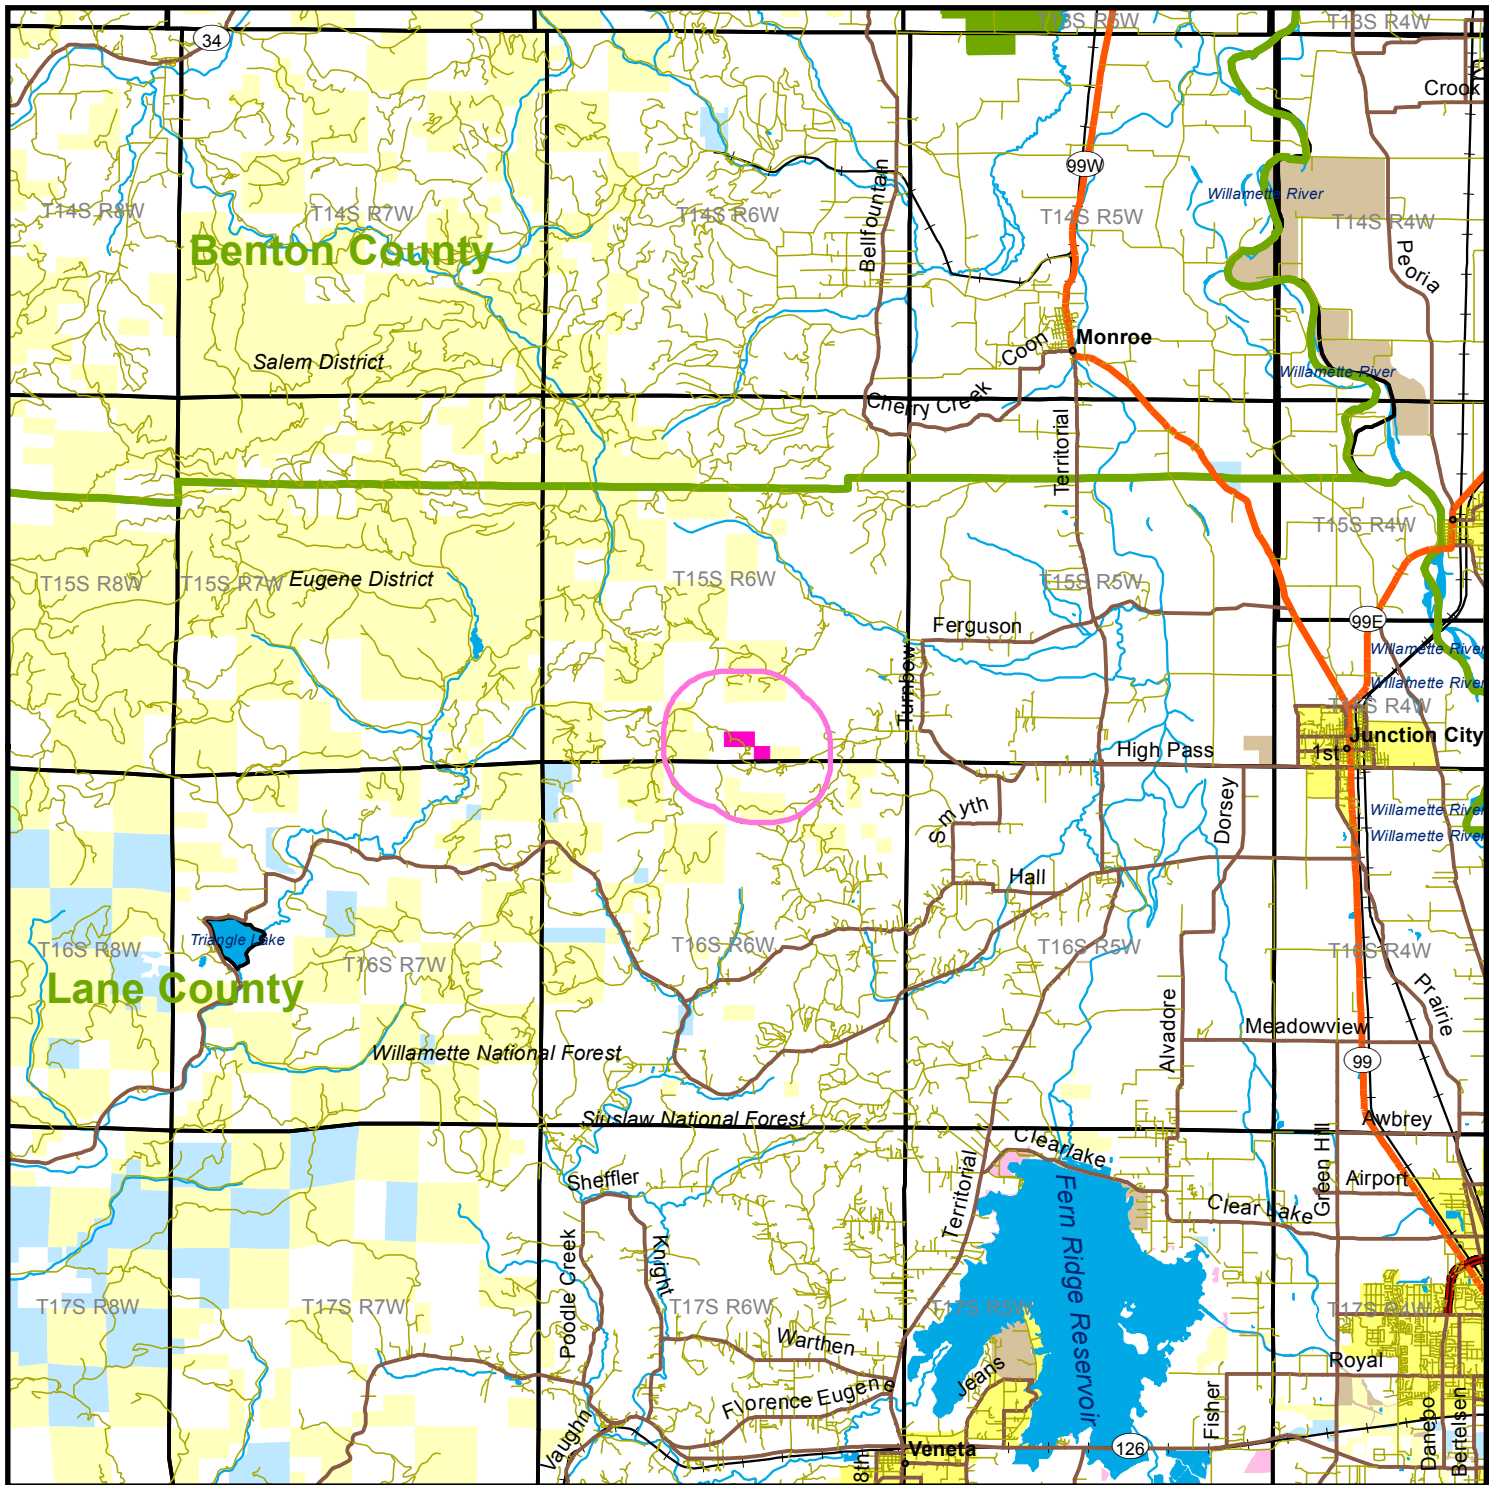 34
T13S R5W
T13S R4W
Crook
99W
Bellfountain
Willamette River
T14S R8W
T14S R7W
T14S R6W
T14S R5W
T14S R4W
Benton County
Peoria
Salem District
Coon
Monroe
Willamette River
Cherry Creek
Territorial
T15S R4W
T15S R8W
T15S R7W
Eugene District
T15S R6W
T15S R5W
Ferguson
99E
Willamette River
Turnbow
Willamette River
High Pass
1st
Junction City
Smyth
Dorsey
Willamette River
Willamette River
Hall
Triangle Lake
T16S R8W
T16S R7W
T16S R6W
T16S R5W
T16S R4W
Lane County
Prairie
Alvadore
Meadowview
Willamette National Forest
99
Siuslaw National Forest
Awbrey
Clearlake
Green Hill
Sheffler
Airport
Territorial
Clear Lake
Fern Ridge Reservoir
Poodle Creek
Knight
T17S R8W
T17S R7W
T17S R6W
T17S R5W
T17S R4W
Warthen
Royal
Jeans
Florence Eugene
Fisher
Danebo
Bertelsen
Vaughn
8th
Veneta
126